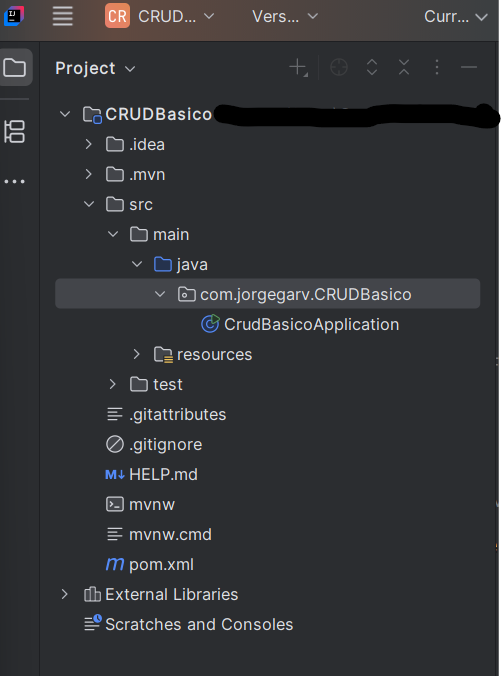 IJ
CR CRUD... Vers... Curr...
Project
CRUDBasico
.idea
.mvn
src
main
java
com.jorgegarv.CRUDBasico
CrudBasicoApplication
resources
test
.gitattributes
.gitignore
M↓ HELP.md
mvnw
mvnw.cmd
m pom.xml
External Libraries
Scratches and Consoles